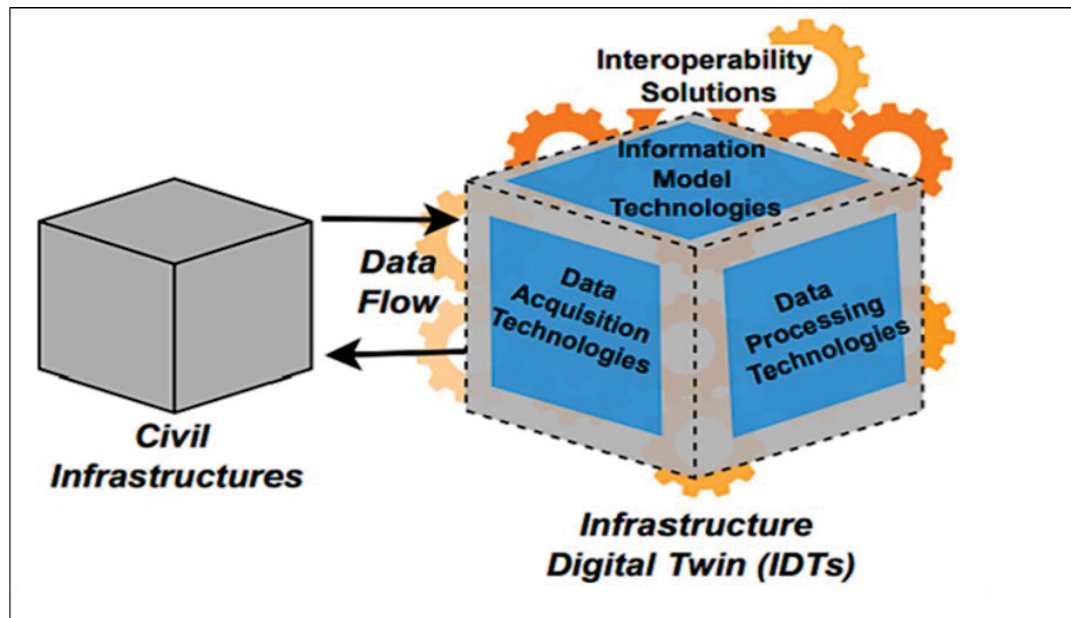 Interoperability
Solutions
Information
Model
Technologies
Data
Flow
Data
Acquisition
Technologies
Data
Processing
Technologies
Civil
Infrastructures
Infrastructure
Digital Twin (IDTs)